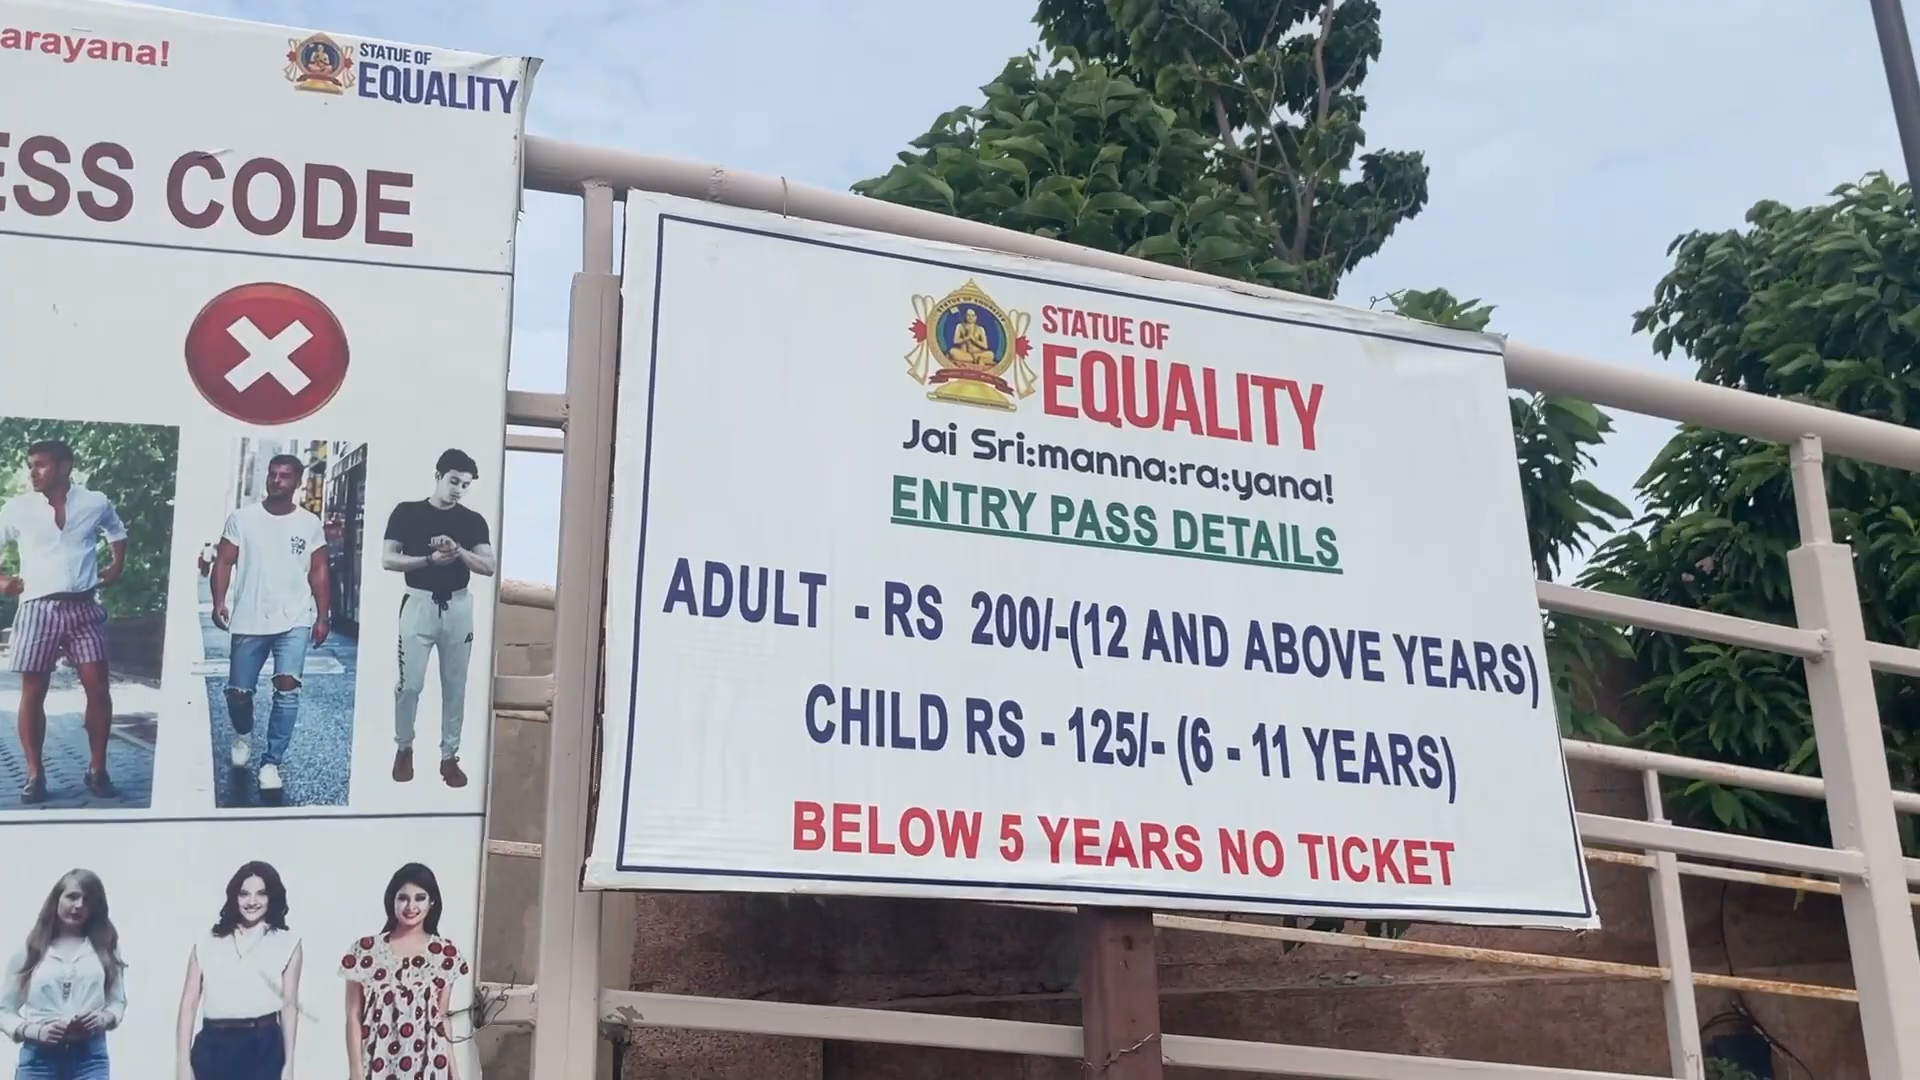 arayana!
STATUE OF
EQUALITY
ESS CODE
STATUE OF
EQUALITY
Jai Sri:manna:ra:yana!
ENTRY PASS DETAILS
ADULT - RS 200/-(12 AND ABOVE YEARS)
CHILD RS - 125/- (6 - 11 YEARS)
BELOW 5 YEARS NO TICKET